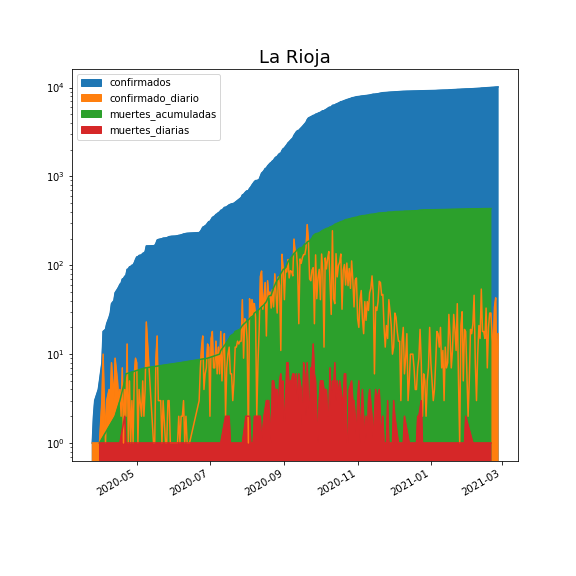 La Rioja
confirmados
confirmado_diario
muertes_acumuladas
muertes_diarias
10⁴
10³
10²
10¹
10⁰
2020-05
2020-07
2020-09
2020-11
2021-01
2021-03